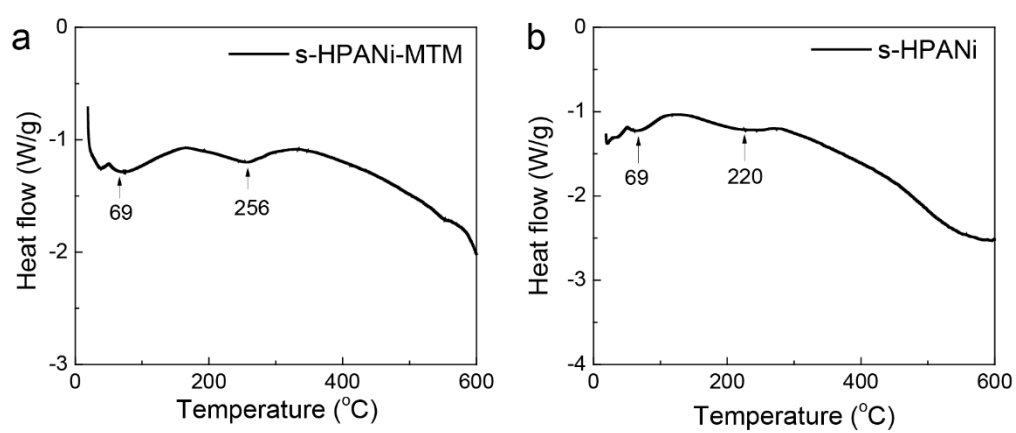 a
s-HPANi-MTM
Heat flow (W/g)
0
-1
-2
-3
69
256
0
200
400
600
Temperature (°C)
b
s-HPANi
Heat flow (W/g)
0
-1
-2
-3
-4
69
220
0
200
400
600
Temperature (°C)